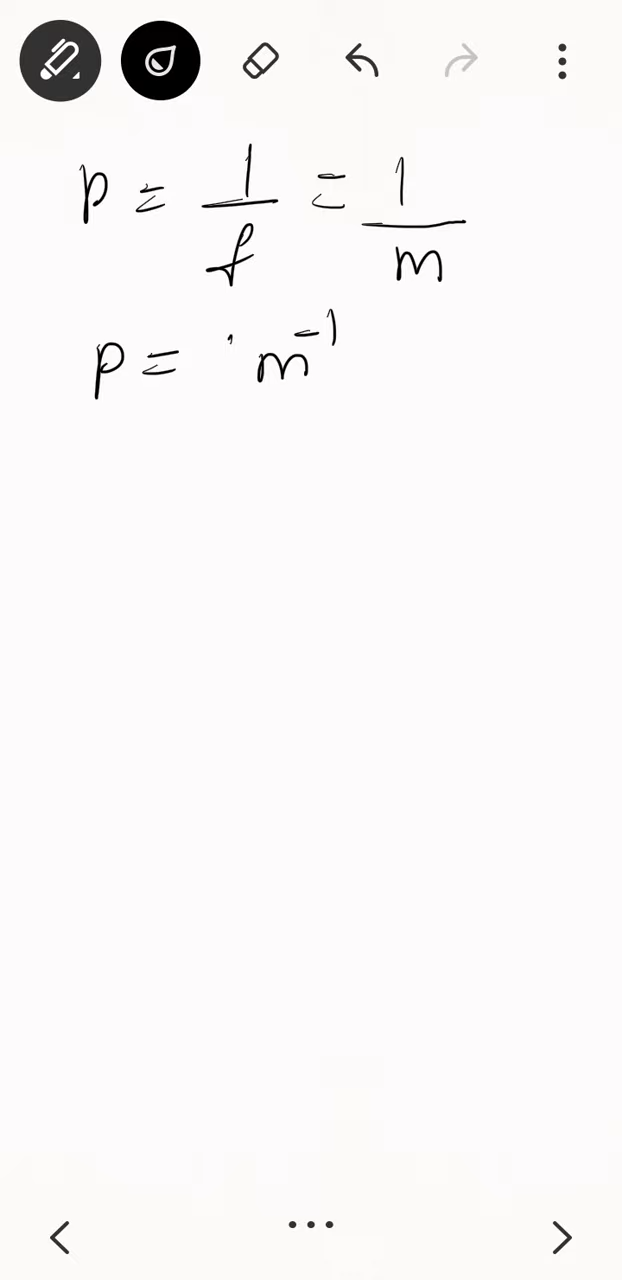 p = 1/f = 1/m
p = m⁻¹